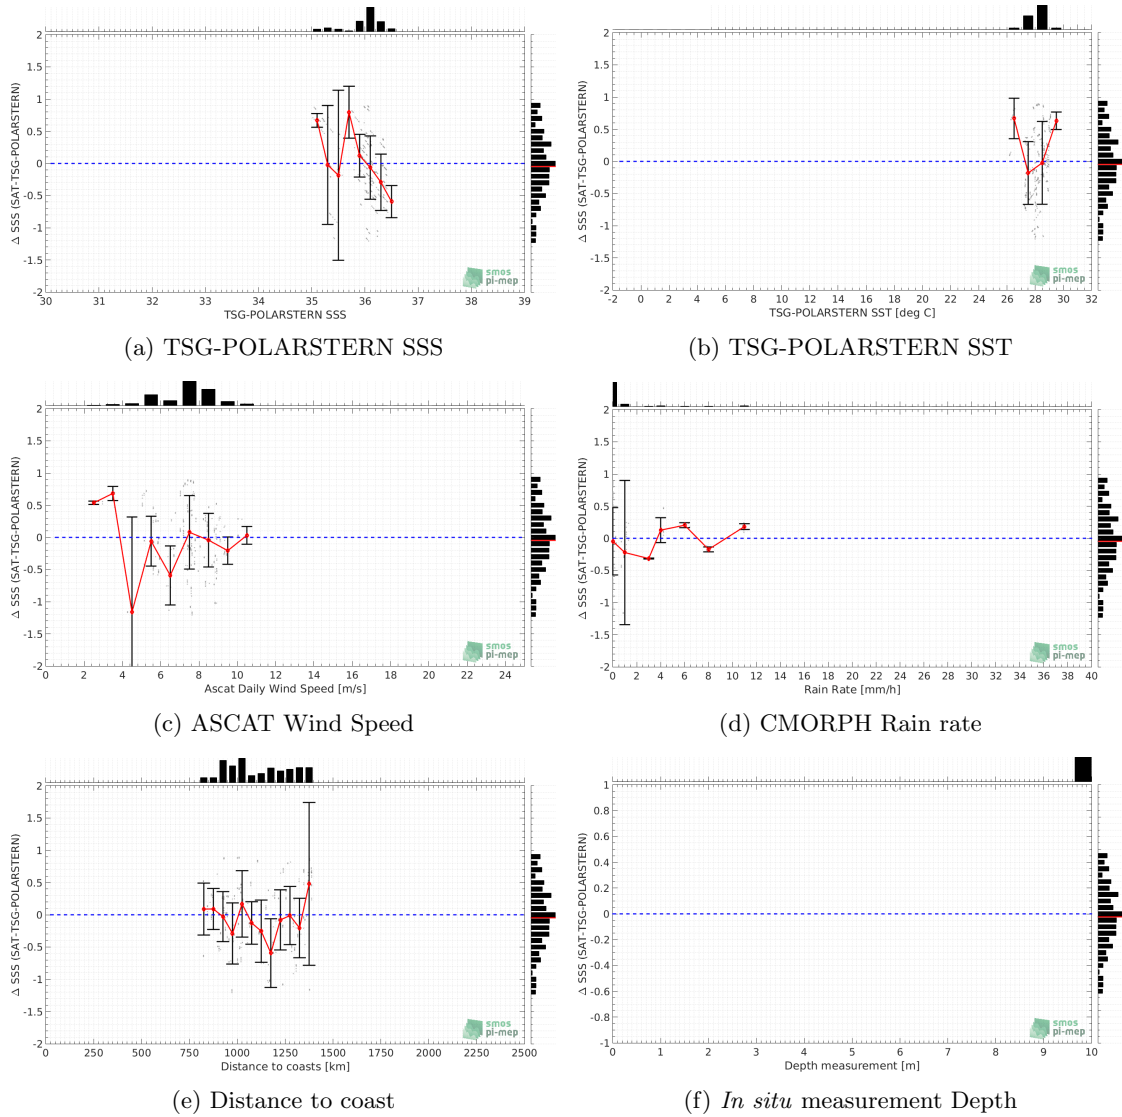 2
1.5
1
0.5
0
-0.5
-1
-1.5
-2
Δ SSS (SAT-TSG-POLARSTERN)
30 31 32 33 34 35 36 37 38 39
TSG-POLARSTERN SSS
smos
pi-mep
(a) TSG-POLARSTERN SSS
2
1.5
1
0.5
0
-0.5
-1
-1.5
-2
Δ SSS (SAT-TSG-POLARSTERN)
-2 0 2 4 6 8 10 12 14 16 18 20 22 24 26 28 30 32
TSG-POLARSTERN SST [deg C]
smos
pi-mep
(b) TSG-POLARSTERN SST
2
1.5
1
0.5
0
-0.5
-1
-1.5
-2
Δ SSS (SAT-TSG-POLARSTERN)
0 2 4 6 8 10 12 14 16 18 20 22 24
Ascat Daily Wind Speed [m/s]
smos
pi-mep
(c) ASCAT Wind Speed
2
1.5
1
0.5
0
-0.5
-1
-1.5
-2
Δ SSS (SAT-TSG-POLARSTERN)
0 2 4 6 8 10 12 14 16 18 20 22 24 26 28 30 32 34 36 38 40
Rain Rate [mm/h]
smos
pi-mep
(d) CMORPH Rain rate
2
1.5
1
0.5
0
-0.5
-1
-1.5
-2
Δ SSS (SAT-TSG-POLARSTERN)
0 250 500 750 1000 1250 1500 1750 2000 2250 2500
Distance to coasts [km]
smos
pi-mep
(e) Distance to coast
1
0.8
0.6
0.4
0.2
0
-0.2
-0.4
-0.6
-0.8
-1
Δ SSS (SAT-TSG-POLARSTERN)
0 1 2 3 4 5 6 7 8 9 10
Depth measurement [m]
smos
pi-mep
(f) In situ measurement Depth